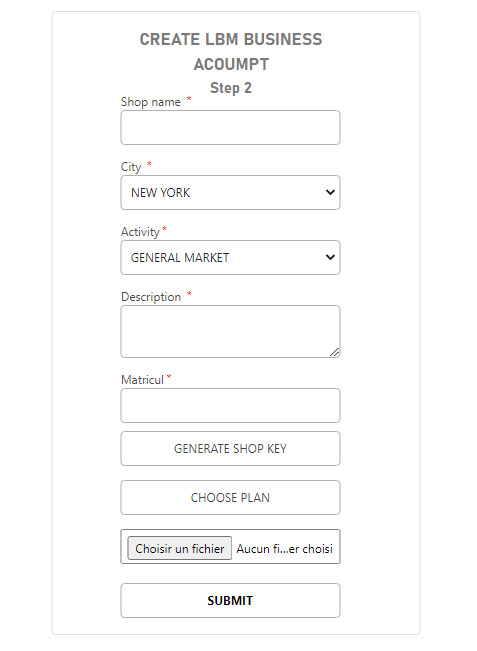 CREATE LBM BUSINESS
ACOUMPT
Step 2
Shop name *
City *
NEW YORK
Activity *
GENERAL MARKET
Description *
Matricul *
GENERATE SHOP KEY
CHOOSE PLAN
Choisir un fichier Aucun fi...er choisi
SUBMIT